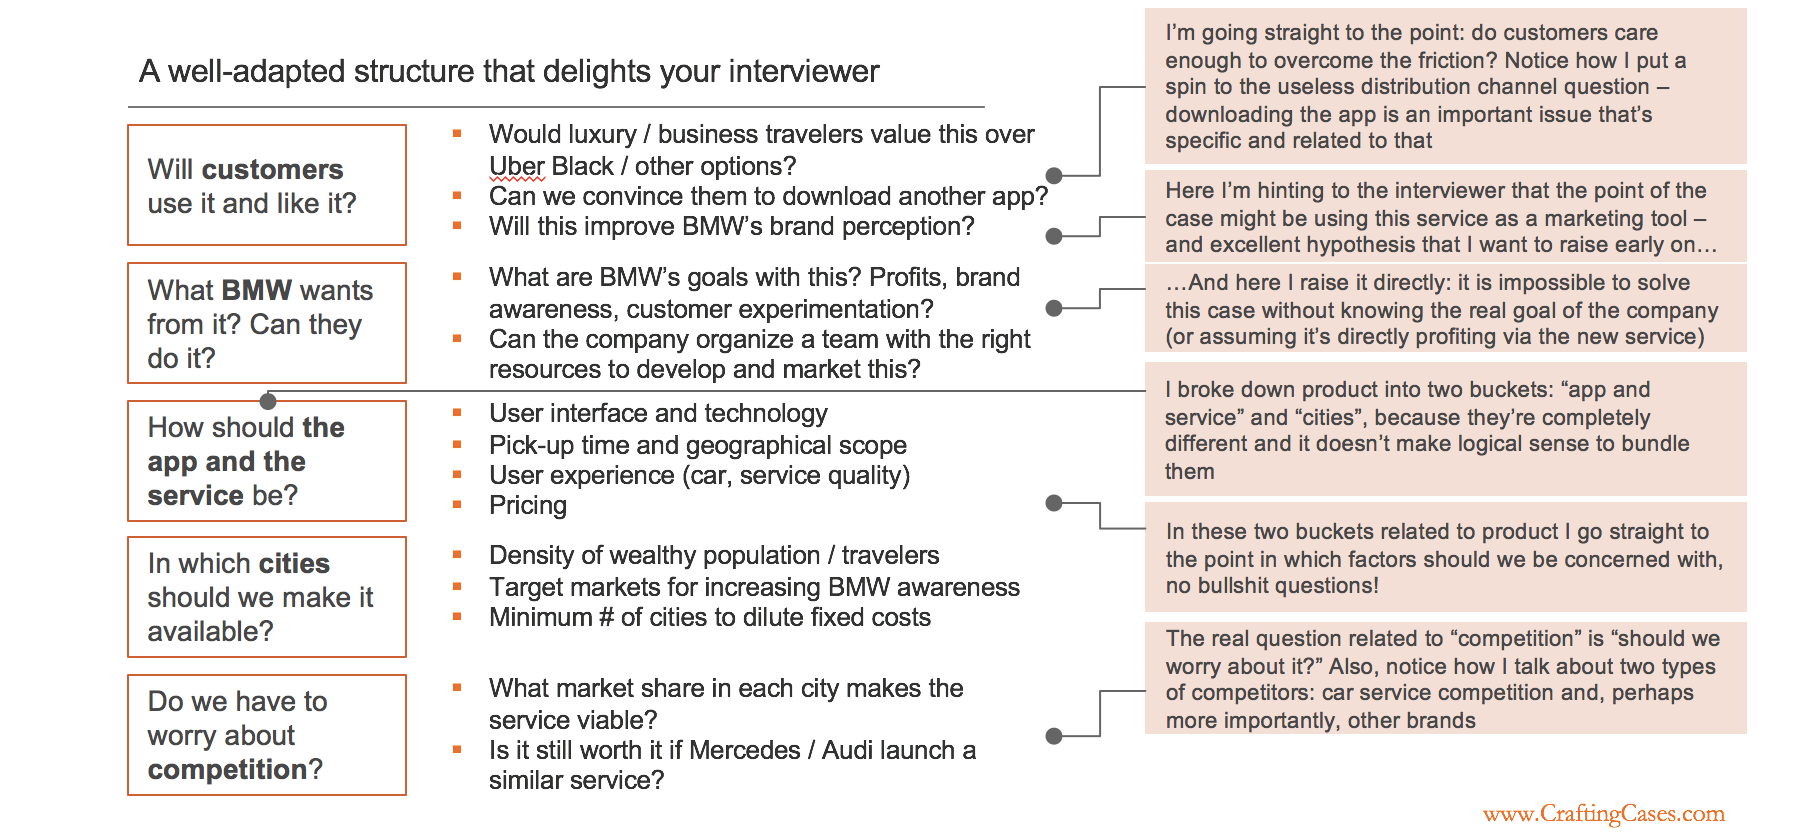 A well-adapted structure that delights your interviewer
Will customers
use it and like it?
Would luxury / business travelers value this over
Uber Black / other options?
Can we convince them to download another app?
Will this improve BMW’s brand perception?
I’m going straight to the point: do customers care
enough to overcome the friction? Notice how I put a
spin to the useless distribution channel question –
downloading the app is an important issue that’s
specific and related to that
Here I’m hinting to the interviewer that the point of the
case might be using this service as a marketing tool –
and excellent hypothesis that I want to raise early on…
What BMW wants
from it? Can they
do it?
What are BMW’s goals with this? Profits, brand
awareness, customer experimentation?
Can the company organize a team with the right
resources to develop and market this?
…And here I raise it directly: it is impossible to solve
this case without knowing the real goal of the company
(or assuming it’s directly profiting via the new service)
How should the
app and the
service be?
User interface and technology
Pick-up time and geographical scope
User experience (car, service quality)
Pricing
I broke down product into two buckets: “app and
service” and “cities”, because they’re completely
different and it doesn’t make logical sense to bundle
them
In which cities
should we make it
available?
Density of wealthy population / travelers
Target markets for increasing BMW awareness
Minimum # of cities to dilute fixed costs
In these two buckets related to product I go straight to
the point in which factors should we be concerned with,
no bullshit questions!
Do we have to
worry about
competition?
What market share in each city makes the
service viable?
Is it still worth it if Mercedes / Audi launch a
similar service?
The real question related to “competition” is “should we
worry about it?” Also, notice how I talk about two types
of competitors: car service competition and, perhaps
more importantly, other brands
www.CraftingCases.com